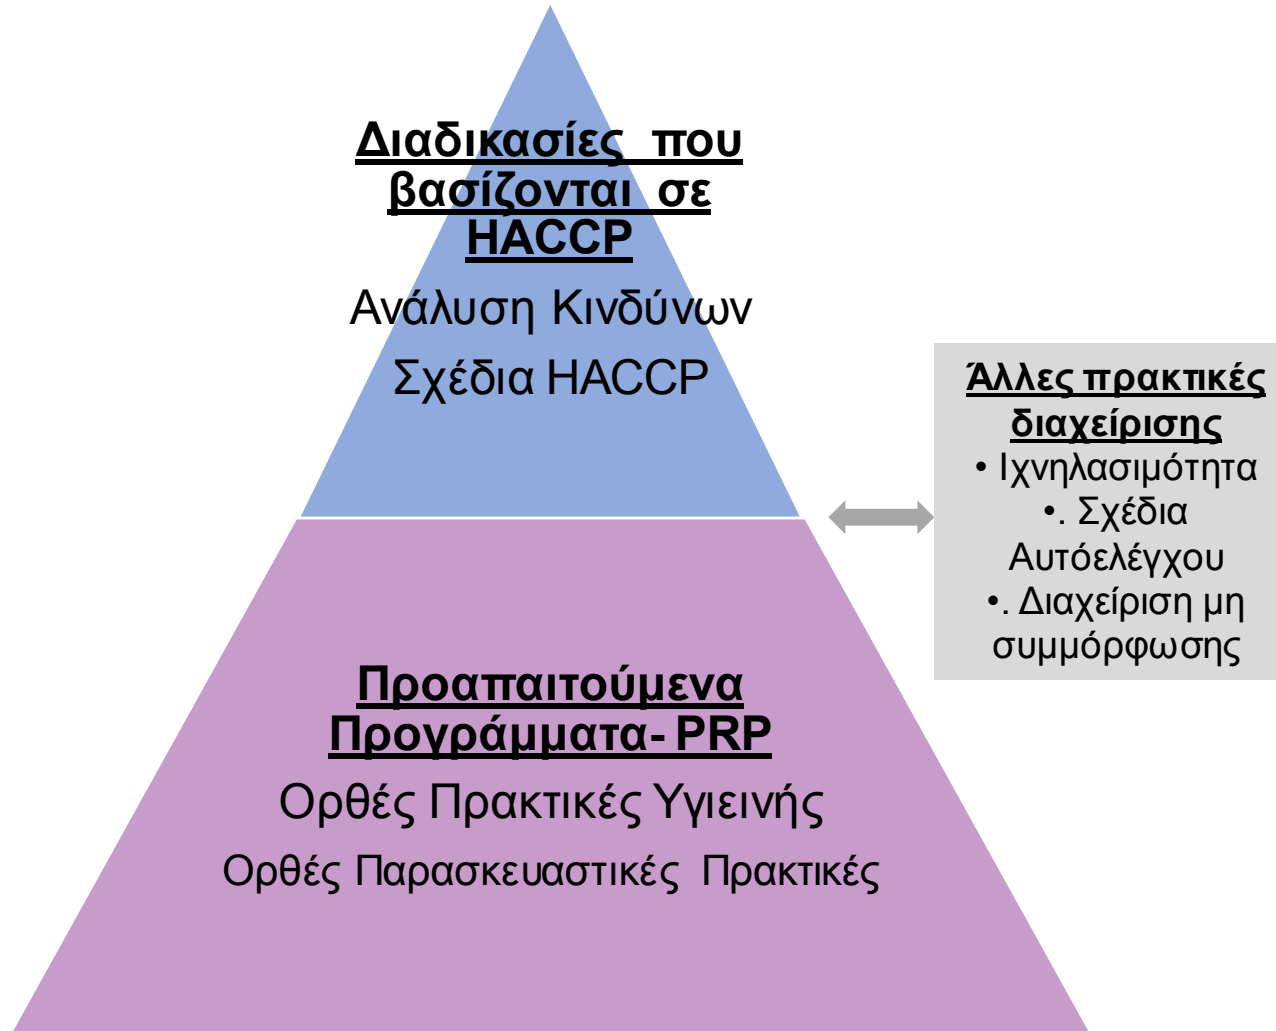 Διαδικασίες που
βασίζονται σε
HACCP
Ανάλυση Κινδύνων
Σχέδια HACCP
Άλλες πρακτικές
διαχείρισης
• Ιχνηλασιμότητα
•. Σχέδια
Αυτόελέγχου
•. Διαχείριση μη
συμμόρφωσης
Προαπαιτούμενα
Προγράμματα- PRP
Ορθές Πρακτικές Υγιεινής
Ορθές Παρασκευαστικές Πρακτικές